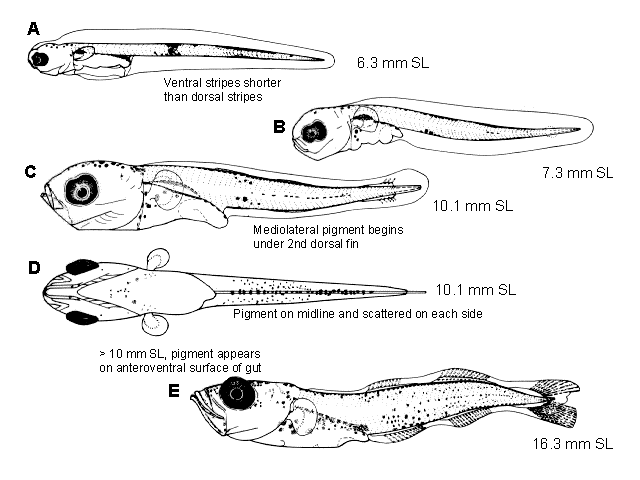 A
6.3 mm SL
Ventral stripes shorter
than dorsal stripes
B
7.3 mm SL
C
10.1 mm SL
Mediolateral pigment begins
under 2nd dorsal fin
D
10.1 mm SL
Pigment on midline and scattered on each side
> 10 mm SL, pigment appears
on anteroventral surface of gut
E
16.3 mm SL